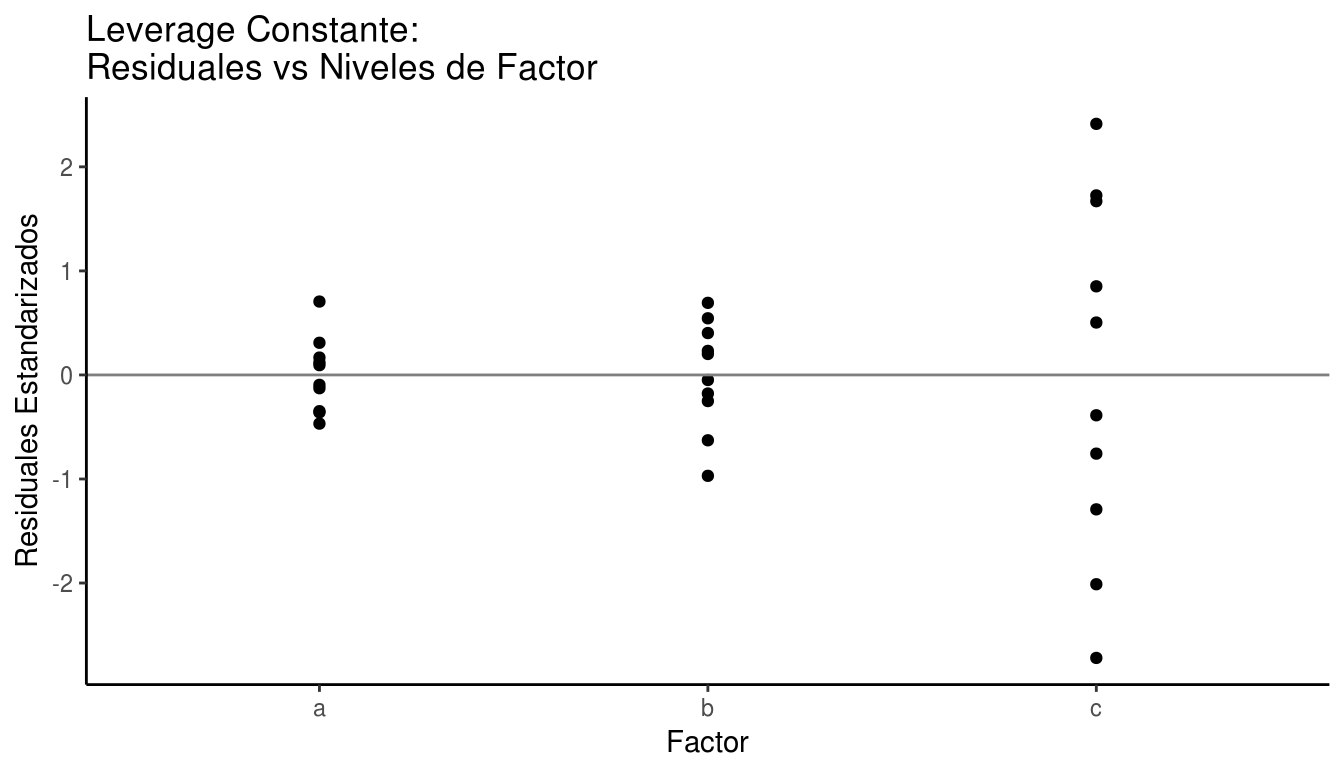 Leverage Constante:
Residuales vs Niveles de Factor
Residuales Estandarizados
2
1
0
-1
-2
a
b
c
Factor